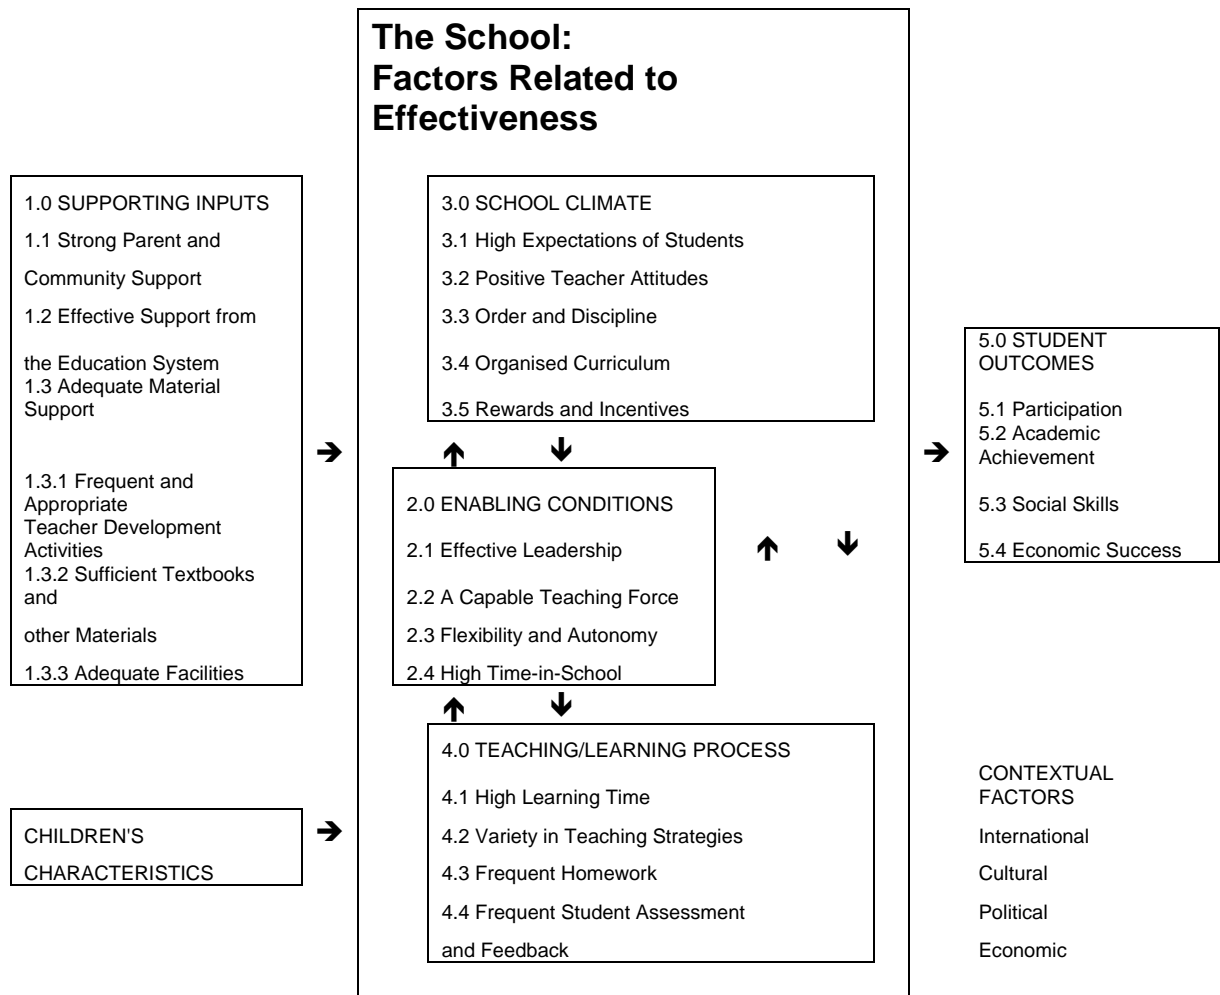 The School:
Factors Related to
Effectiveness
1.0 SUPPORTING INPUTS
1.1 Strong Parent and
Community Support
1.2 Effective Support from
the Education System
1.3 Adequate Material
Support
1.3.1 Frequent and
Appropriate
Teacher Development
Activities
1.3.2 Sufficient Textbooks
and
other Materials
1.3.3 Adequate Facilities
CHILDREN'S
CHARACTERISTICS
3.0 SCHOOL CLIMATE
3.1 High Expectations of Students
3.2 Positive Teacher Attitudes
3.3 Order and Discipline
3.4 Organised Curriculum
3.5 Rewards and Incentives
2.0 ENABLING CONDITIONS
2.1 Effective Leadership
2.2 A Capable Teaching Force
2.3 Flexibility and Autonomy
2.4 High Time-in-School
4.0 TEACHING/LEARNING PROCESS
4.1 High Learning Time
4.2 Variety in Teaching Strategies
4.3 Frequent Homework
4.4 Frequent Student Assessment
and Feedback
5.0 STUDENT
OUTCOMES
5.1 Participation
5.2 Academic
Achievement
5.3 Social Skills
5.4 Economic Success
CONTEXTUAL
FACTORS
International
Cultural
Political
Economic